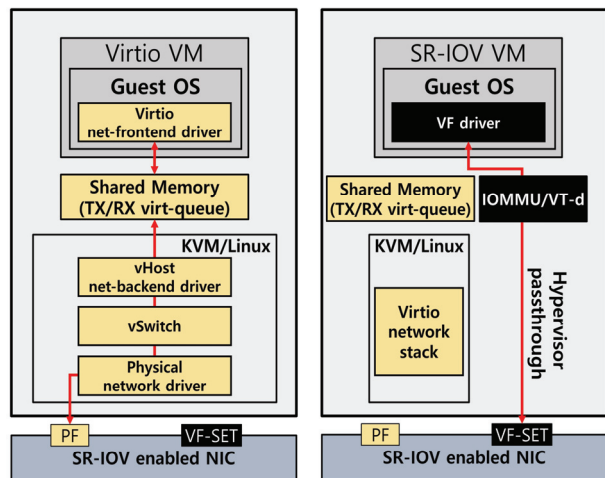 Virtio VM
Guest OS
Virtio
net-frontend driver
Shared Memory
(TX/RX virt-queue)
KVM/Linux
vHost
net-backend driver
vSwitch
Physical
network driver
PF
VF-SET
SR-IOV enabled NIC
SR-IOV VM
Guest OS
VF driver
Shared Memory
(TX/RX virt-queue)
IOMMU/VT-d
KVM/Linux
Virtio
network
stack
Hypervisor
passthrough
PF
VF-SET
SR-IOV enabled NIC